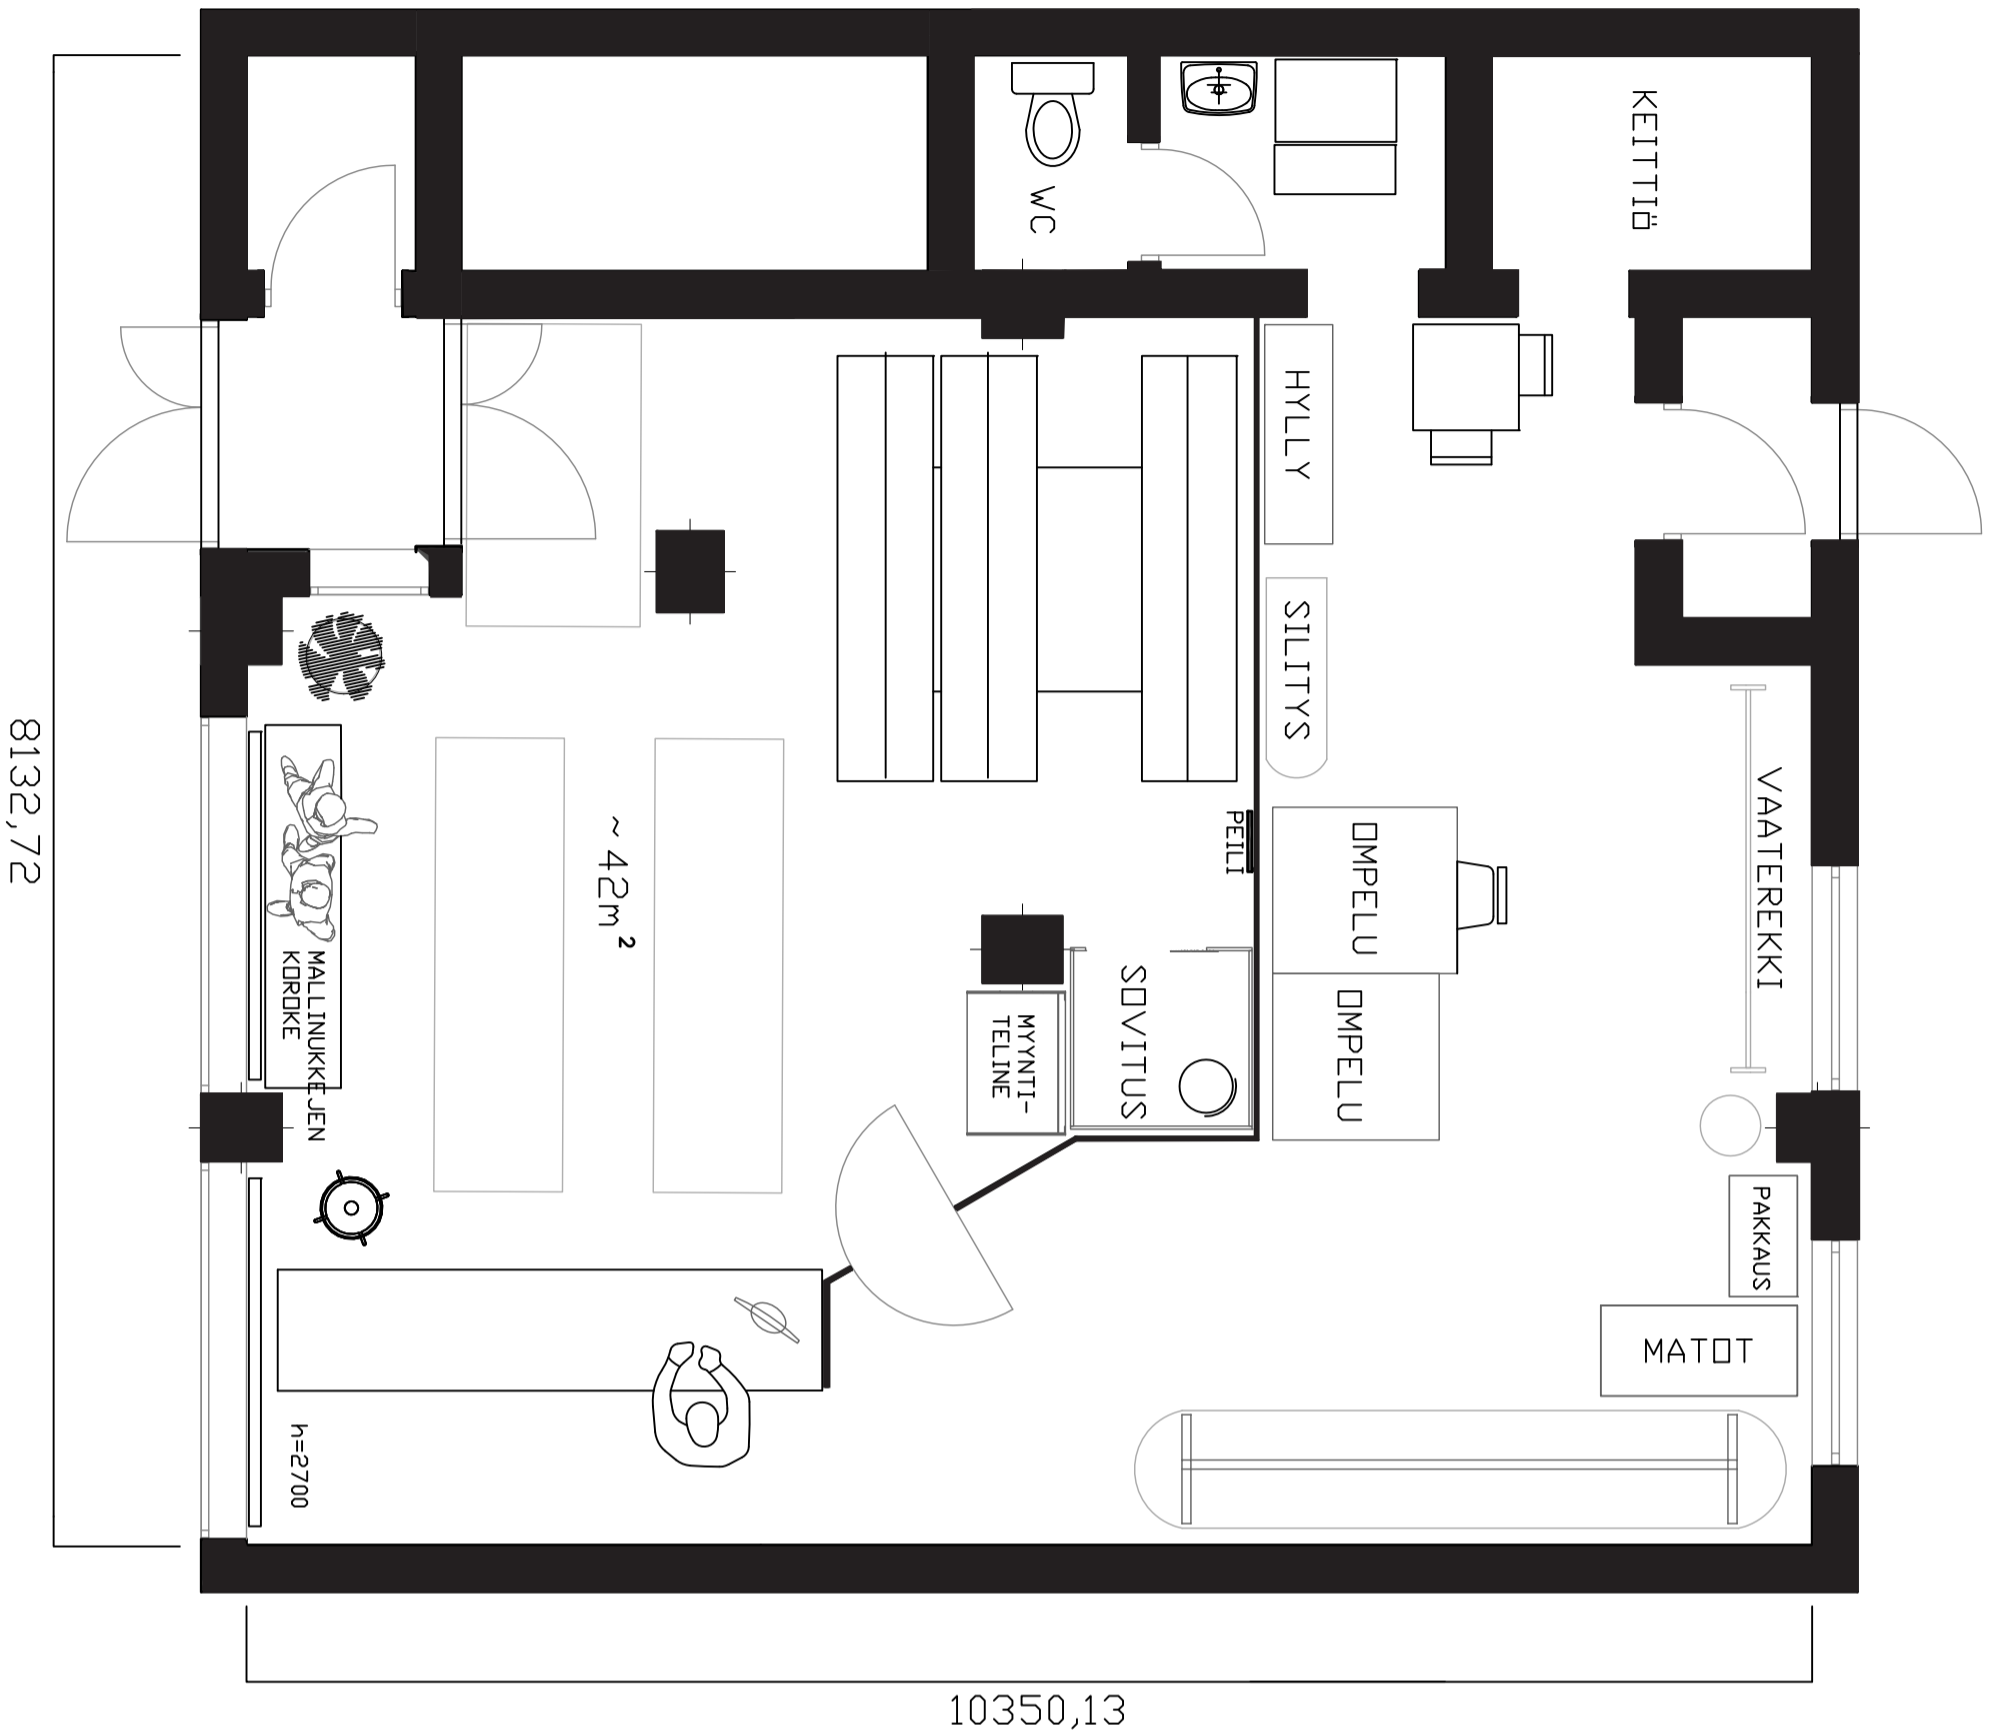 KEITTIÖ
WC
HYLLY
SILITYS
PEILI
OMPELU
OMPELU
VAATEREKKI
~42m²
MALLINUKKEJEN
KOROKE
MYYNTI-
TELINE
SOVITUS
PAKKAUS
MATOT
h=2700
8132,72
10350,13